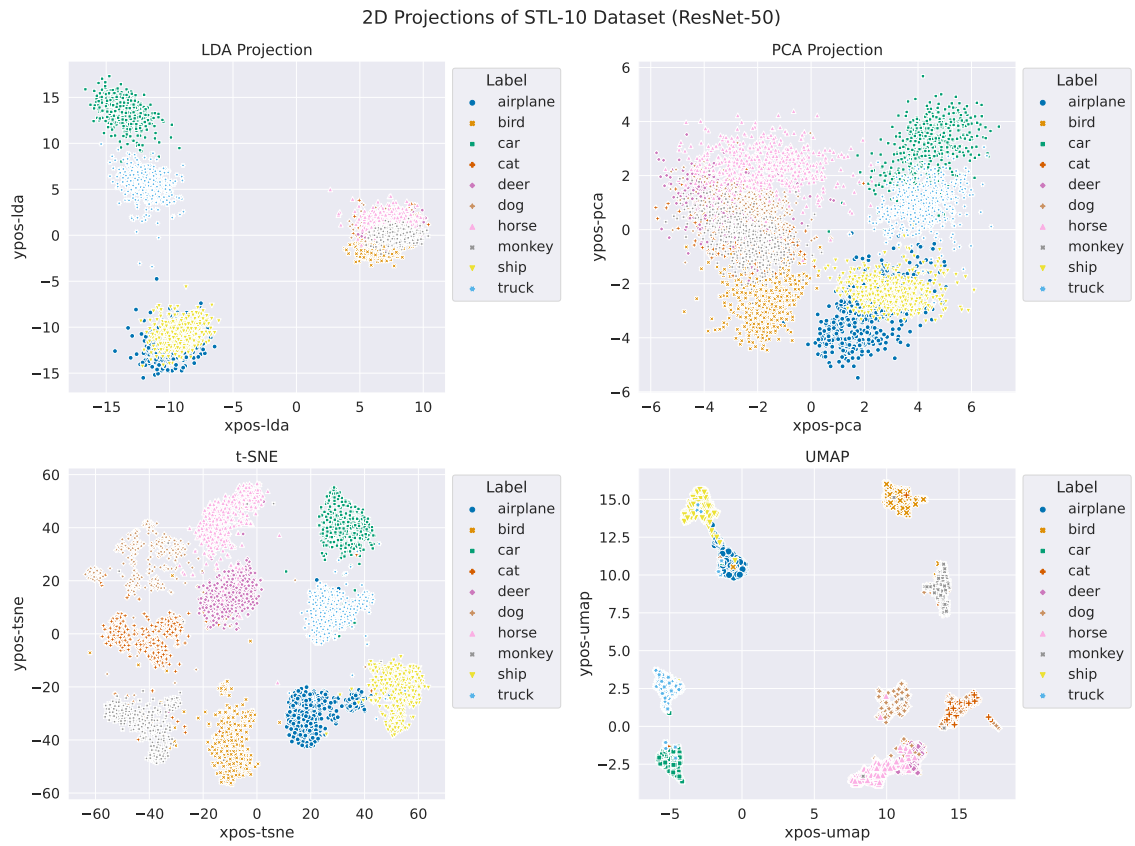 2D Projections of STL-10 Dataset (ResNet-50)
LDA Projection
15
10
5
0
−5
−10
−15
ypos-lda
−15 −10 −5 0 5 10
xpos-lda
Label
airplane
bird
car
cat
deer
dog
horse
monkey
ship
truck
PCA Projection
6
4
2
0
−2
−4
−6
ypos-pca
−6 −4 −2 0 2 4 6
xpos-pca
Label
airplane
bird
car
cat
deer
dog
horse
monkey
ship
truck
t-SNE
60
40
20
0
−20
−40
−60
ypos-tsne
−60 −40 −20 0 20 40 60
xpos-tsne
Label
airplane
bird
car
cat
deer
dog
horse
monkey
ship
truck
UMAP
15.0
12.5
10.0
7.5
5.0
2.5
0.0
−2.5
ypos-umap
−5 0 5 10 15
xpos-umap
Label
airplane
bird
car
cat
deer
dog
horse
monkey
ship
truck